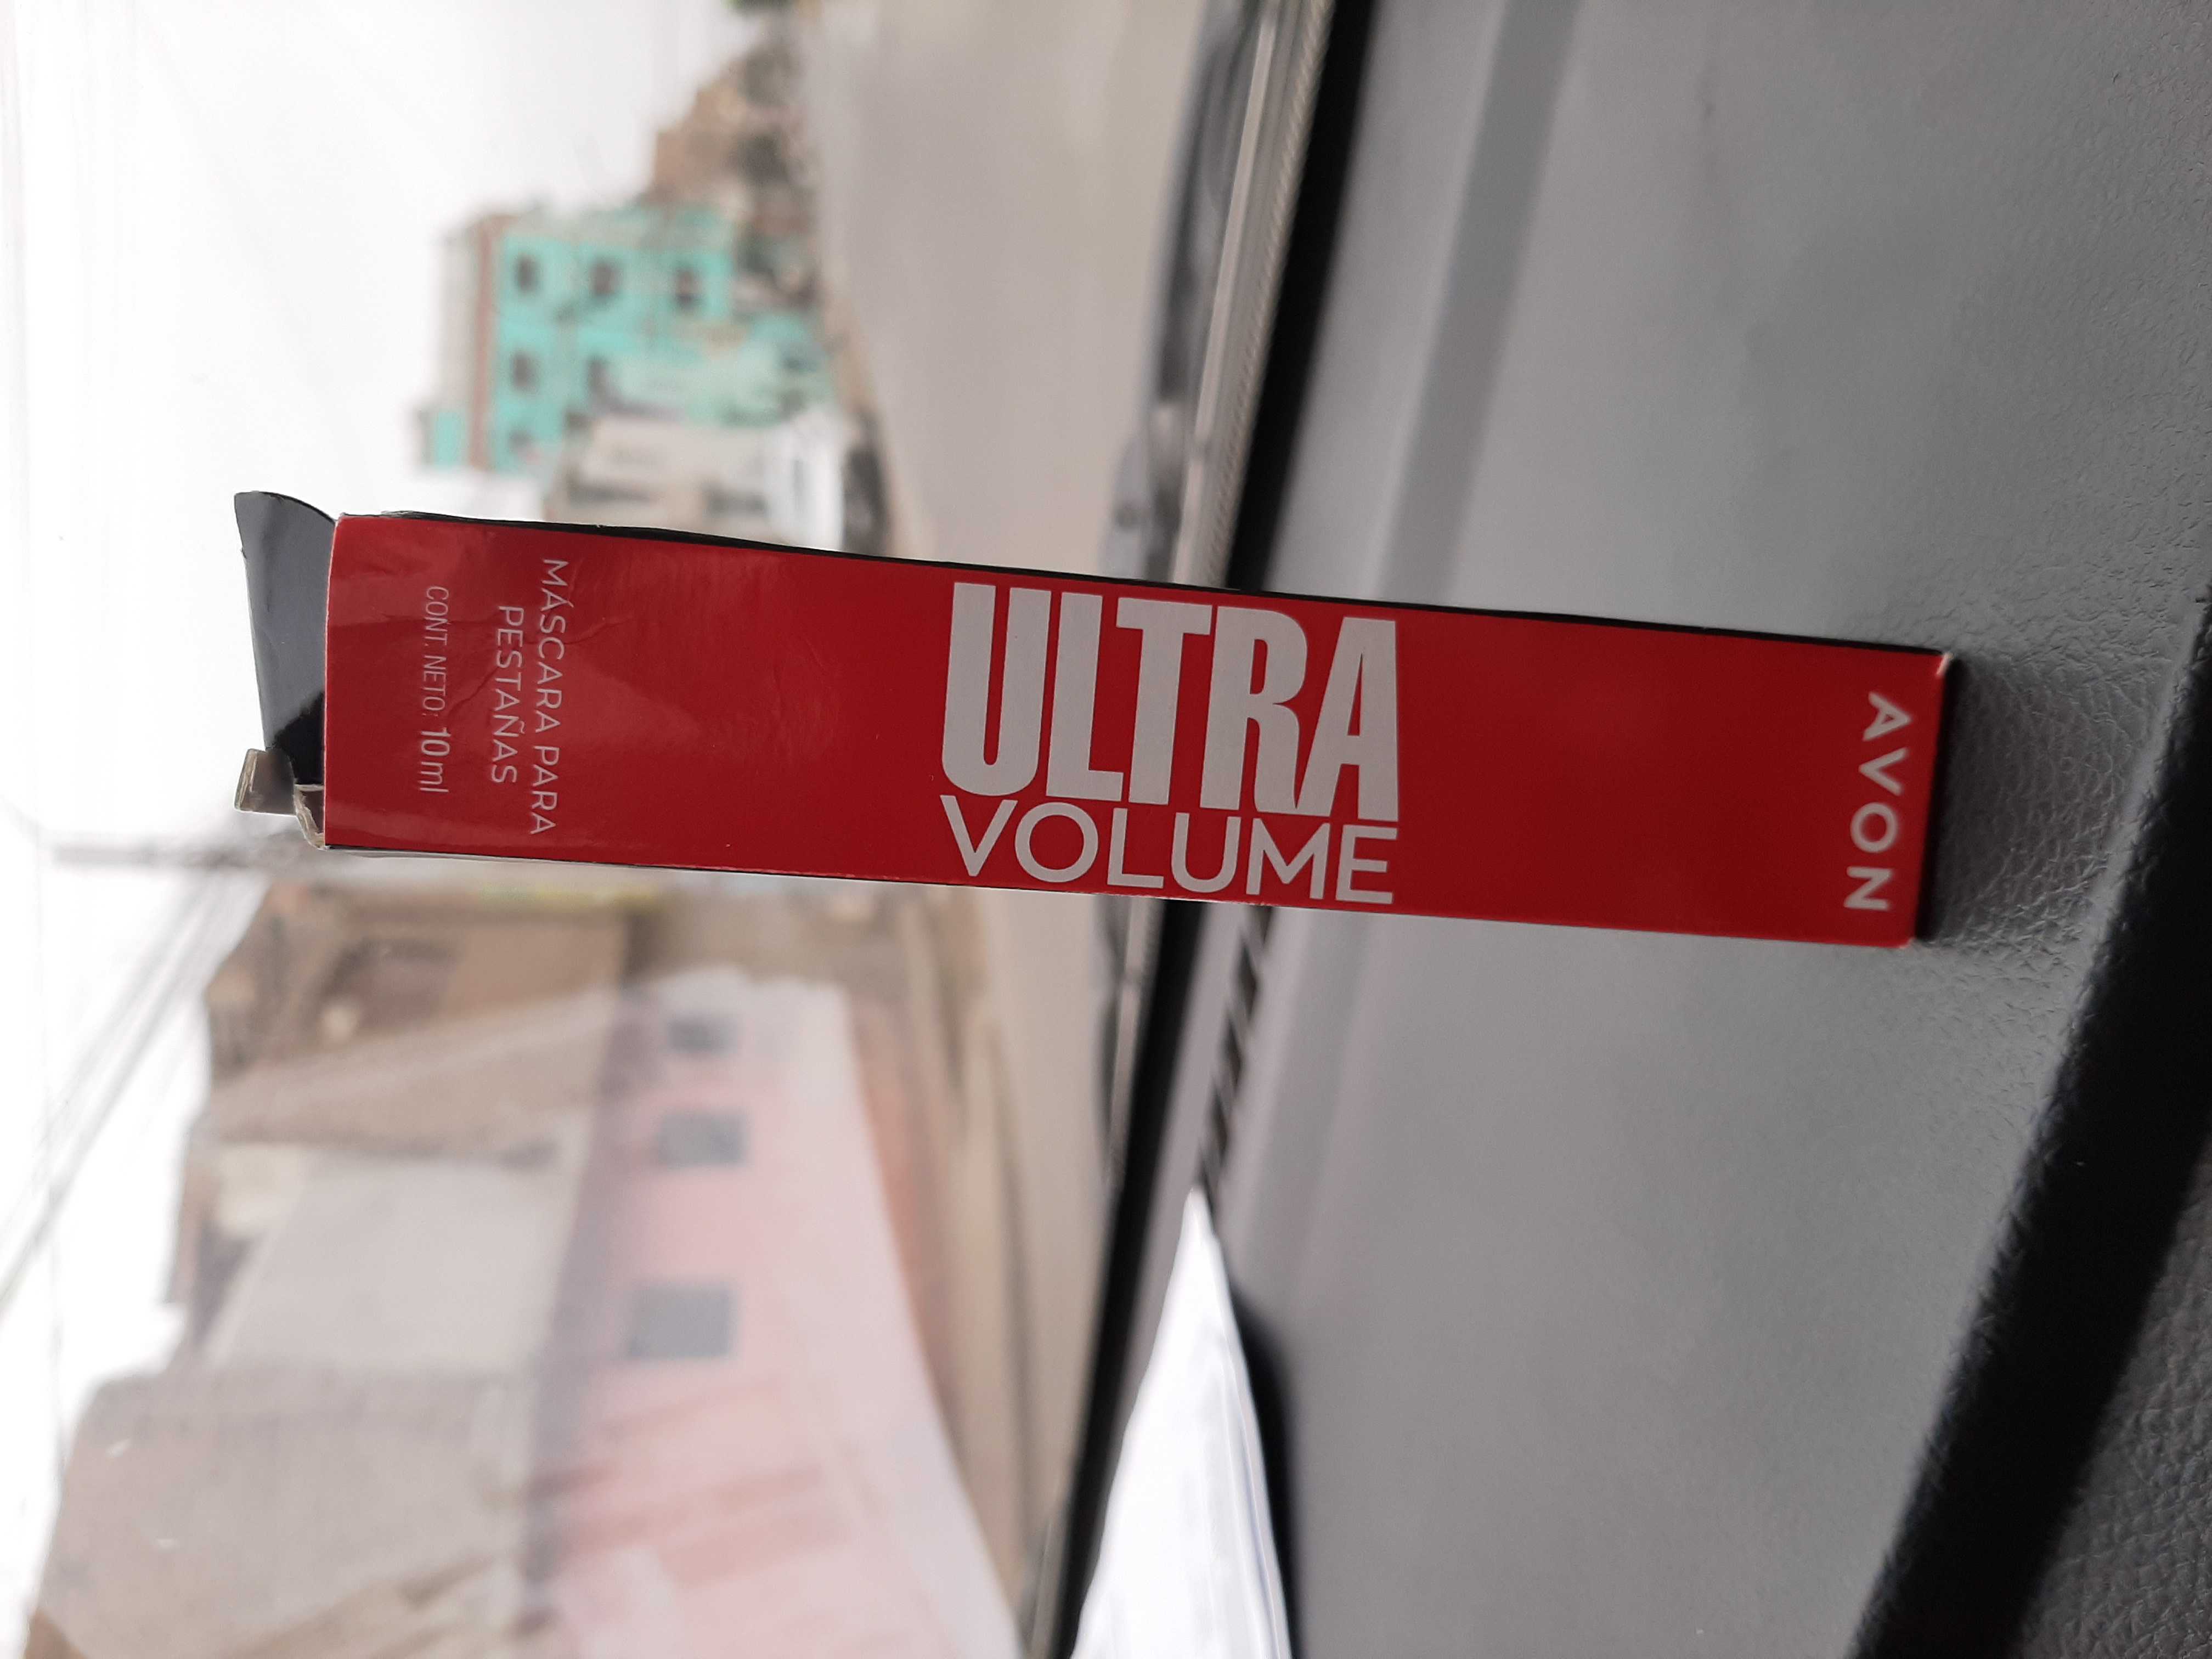 AVON
ULTRA
VOLUME
MÁSCARA PARA
PESTAÑAS
CONT. NETO: 10ml